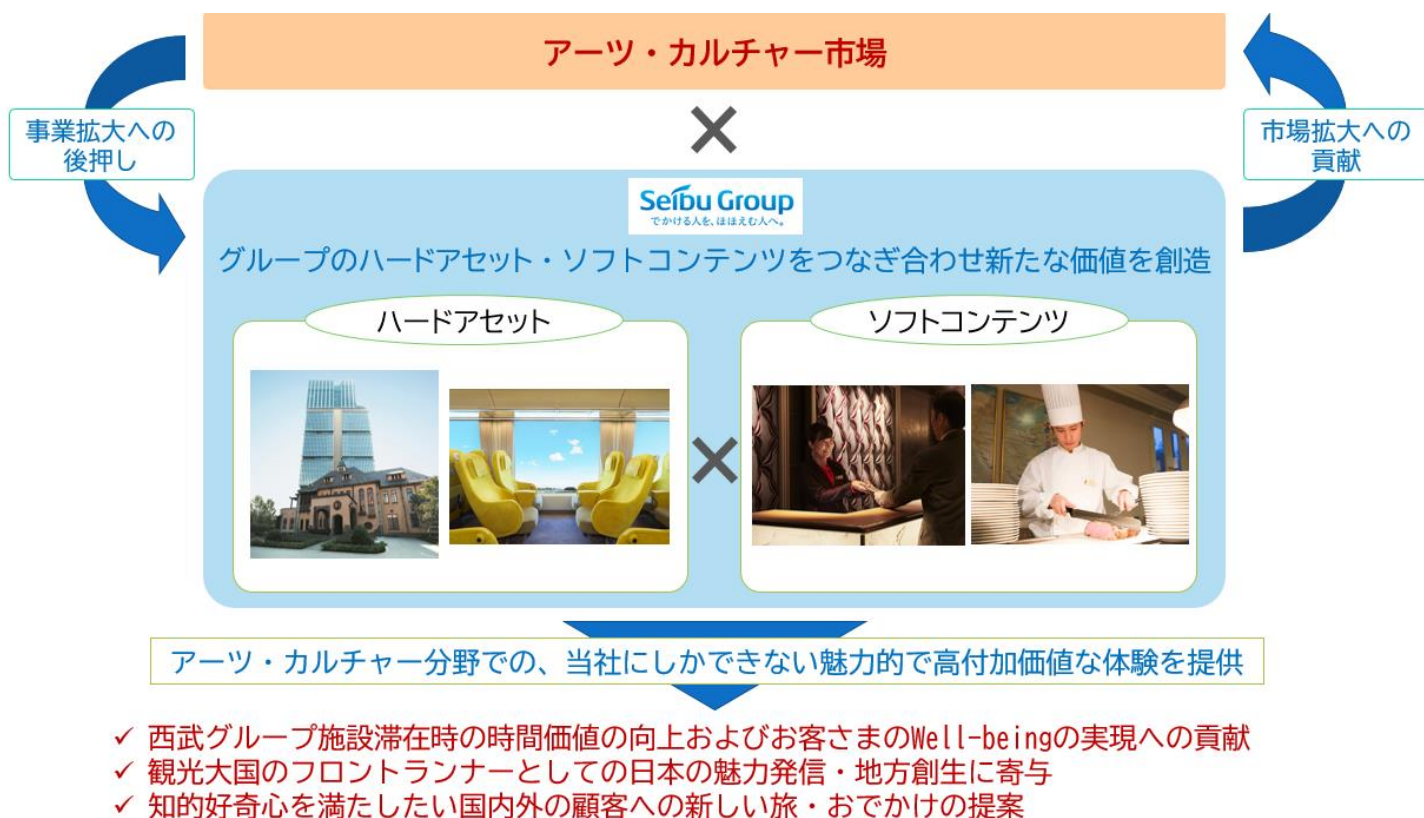 アーツ・カルチャー市場
事業拡大への
後押し
市場拡大への
貢献
Seibu Group
でかける人を、ほほえむ人へ。
グループのハードアセット・ソフトコンテンツをつなぎ合わせ新たな価値を創造
ハードアセット
ソフトコンテンツ
アーツ・カルチャー分野での、当社にしかできない魅力的で高付加価値な体験を提供
✓ 西武グループ施設滞在時の時間価値の向上およびお客さまのWell-beingの実現への貢献
✓ 観光大国のフロントランナーとしての日本の魅力発信・地方創生に寄与
✓ 知的好奇心を満たしたい国内外の顧客への新しい旅・おでかけの提案